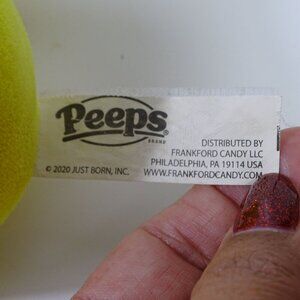 Peeps
BRAND
© 2020 JUST BORN, INC.
DISTRIBUTED BY
FRANKFORD CANDY LLC
PHILADELPHIA, PA 19114 USA
WWW.FRANKFORDCANDY.COM